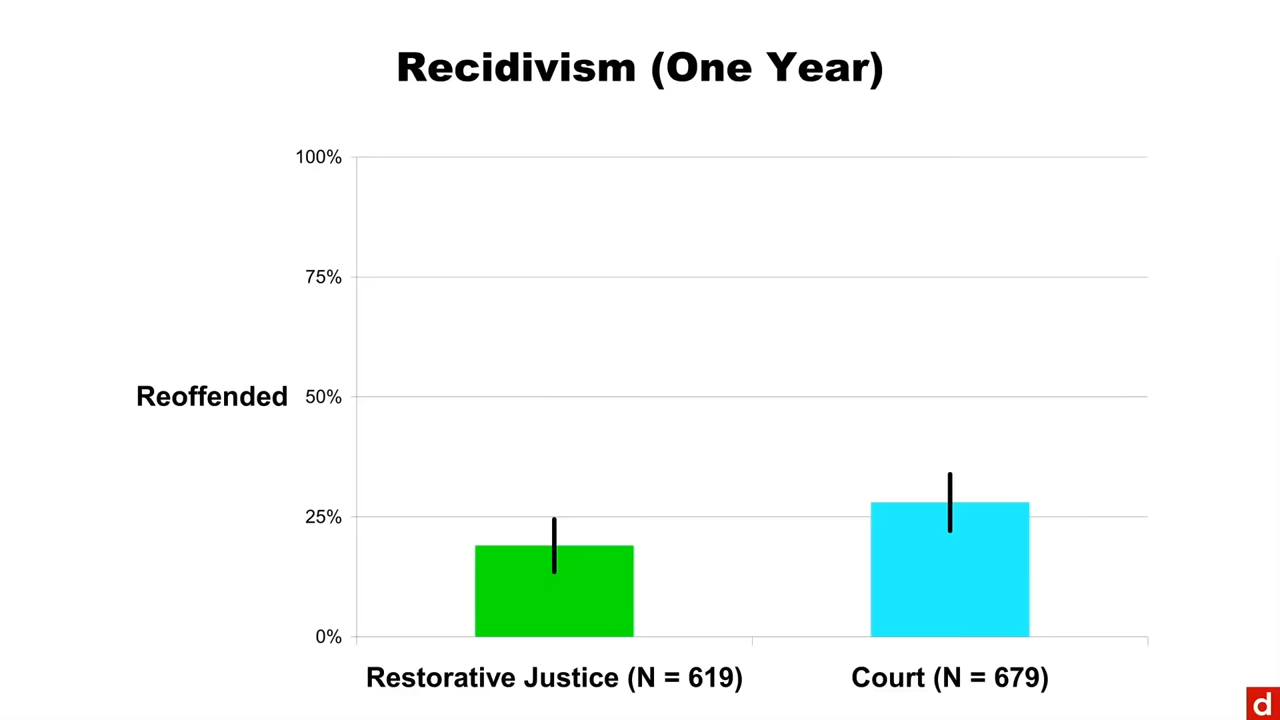 Recidivism (One Year)
100%
75%
Reoffended 50%
25%
0%
Restorative Justice (N = 619) Court (N = 679)
d